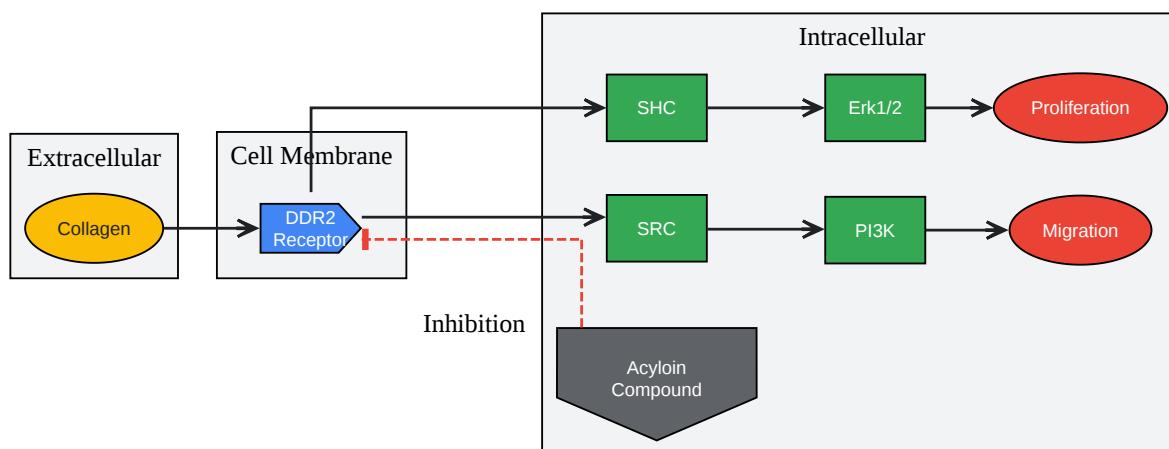 Intracellular
SHC
Erk1/2
Proliferation
Extracellular
Cell Membrane
Collagen
DDR2
Receptor
SRC
PI3K
Migration
Inhibition
Acyloin
Compound